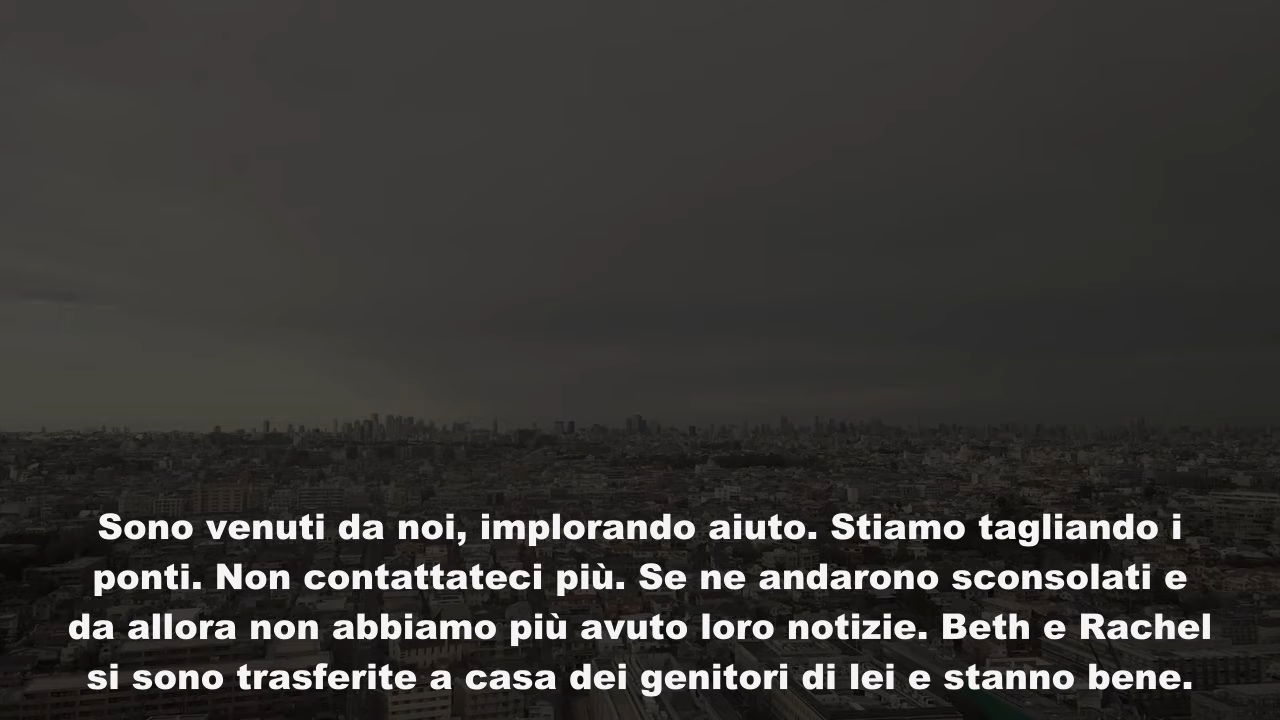 Sono venuti da noi, implorando aiuto. Stiamo tagliando i
ponti. Non contattateci più. Se ne andarono sconsolati e
da allora non abbiamo più avuto loro notizie. Beth e Rachel
si sono trasferite a casa dei genitori di lei e stanno bene.